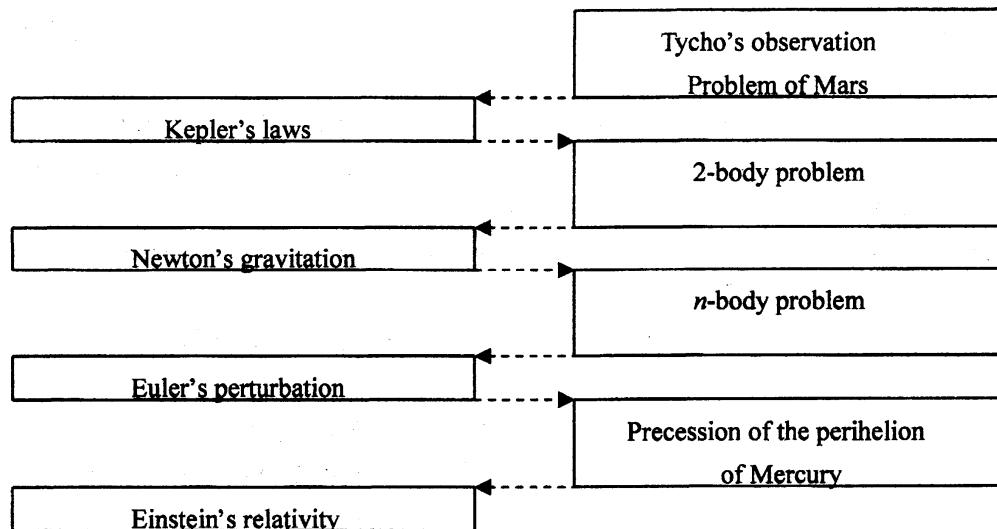 Tycho's observation
Problem of Mars
Kepler's laws
2-body problem
Newton's gravitation
n-body problem
Euler's perturbation
Precession of the perihelion
of Mercury
Einstein's relativity